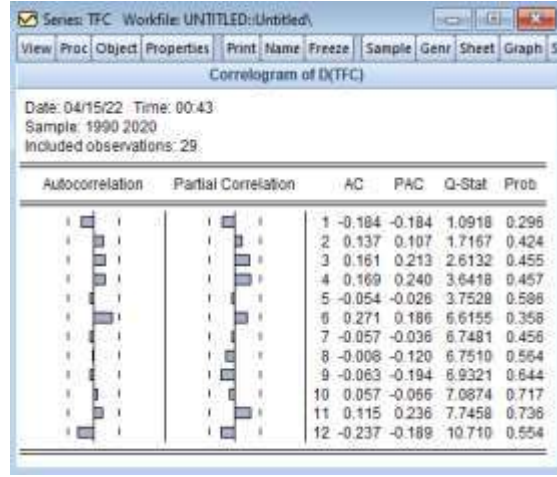 Series: TFC Workfile: UNTITLED::Untitled\
View Proc Object Properties Print Name Freeze Sample Genr Sheet Graph S
Correlogram of D(TFC)
Date: 04/15/22 Time: 00:43
Sample: 1990 2020
Included observations: 29
Autocorrelation Partial Correlation AC PAC Q-Stat Prob
1 -0.184 -0.184 1.0918 0.296
2 0.137 0.107 1.7167 0.424
3 0.161 0.213 2.6132 0.455
4 0.169 0.240 3.6418 0.457
5 -0.054 -0.026 3.7528 0.586
6 0.271 0.186 6.6155 0.358
7 -0.057 -0.036 6.7481 0.456
8 -0.008 -0.120 6.7510 0.564
9 -0.063 -0.194 6.9321 0.644
10 0.057 -0.066 7.0874 0.717
11 0.115 0.236 7.7458 0.736
12 -0.237 -0.189 10.710 0.554